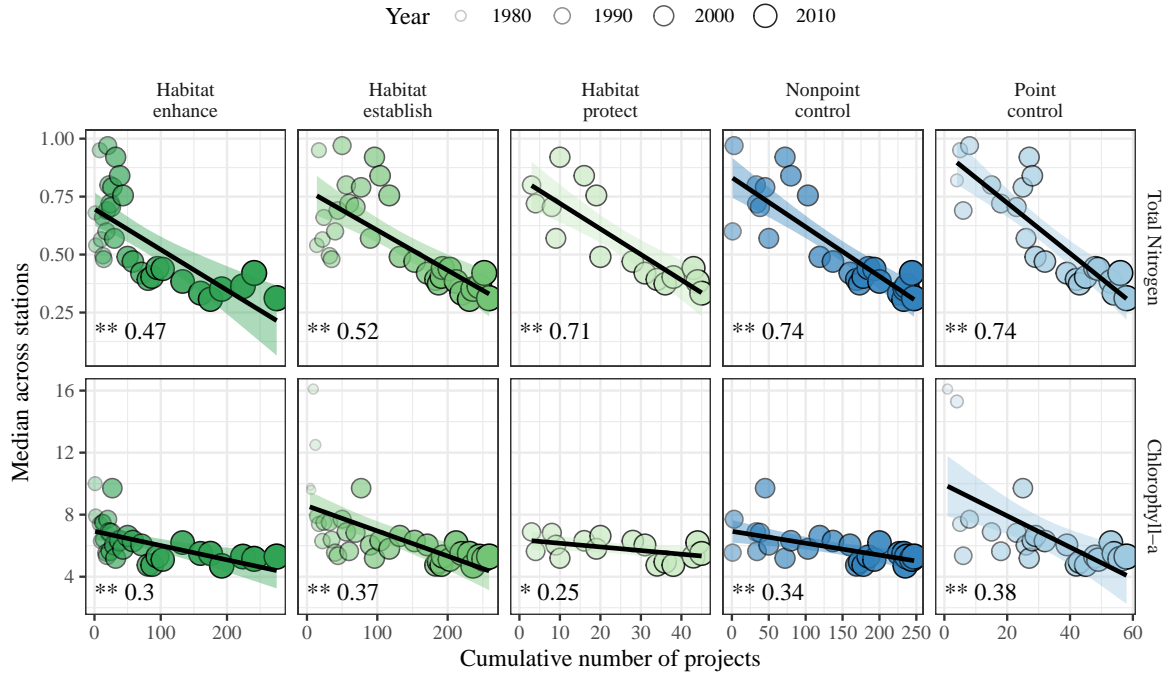 Year 1980 1990 2000 2010
Habitat enhance
Habitat establish
Habitat protect
Nonpoint control
Point control
Median across stations
1.00
0.75
0.50
0.25
** 0.47
** 0.52
** 0.71
** 0.74
** 0.74
Total Nitrogen
16
12
8
4
** 0.3
** 0.37
* 0.25
** 0.34
** 0.38
Chlorophyll-a
0 100 200
0 100 200
0 10 20 30 40
0 50 100 150 200 250
0 20 40 60
Cumulative number of projects